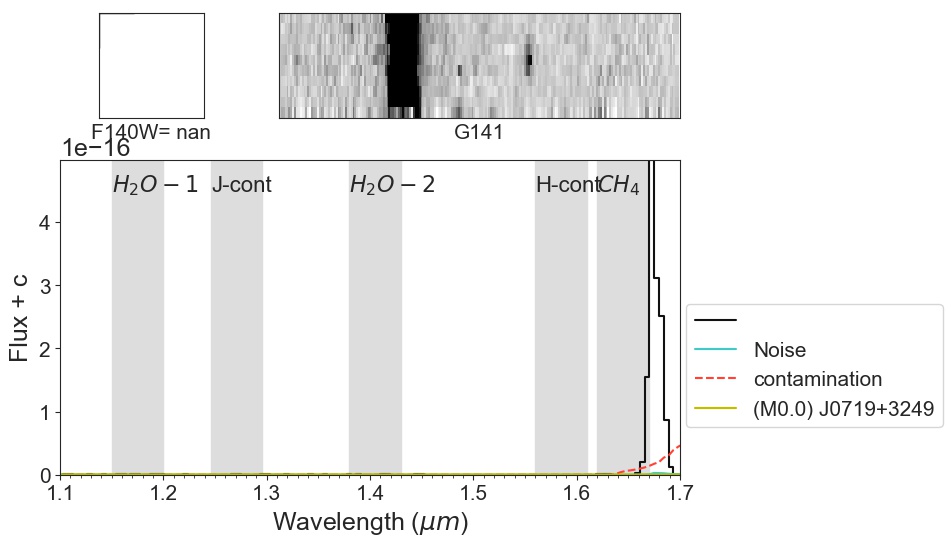 F140W= nan
G141
1e−16
H₂O − 1 J-cont H₂O − 2 H-cont CH₄
4
3
2
1
0
Flux + c
1.1 1.2 1.3 1.4 1.5 1.6 1.7
Wavelength (μm)
Noise
contamination
(M0.0) J0719+3249